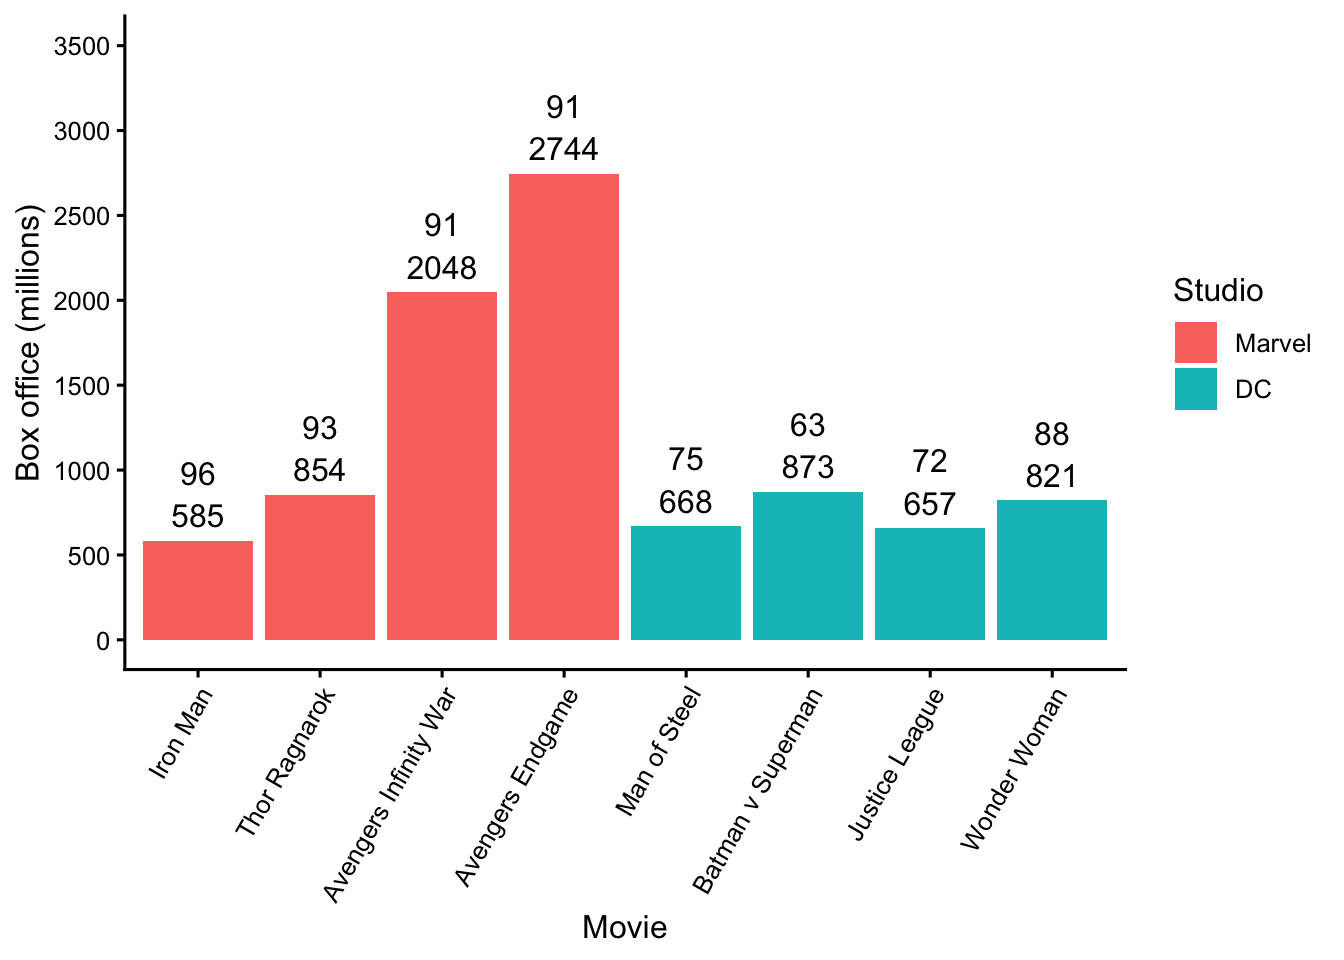 3500
3000
2500
2000
1500
1000
500
0
Box office (millions)
96
585
93
854
91
2048
91
2744
75
668
63
873
72
657
88
821
Iron Man
Thor Ragnarok
Avengers Infinity War
Avengers Endgame
Man of Steel
Batman v Superman
Justice League
Wonder Woman
Movie
Studio
Marvel
DC